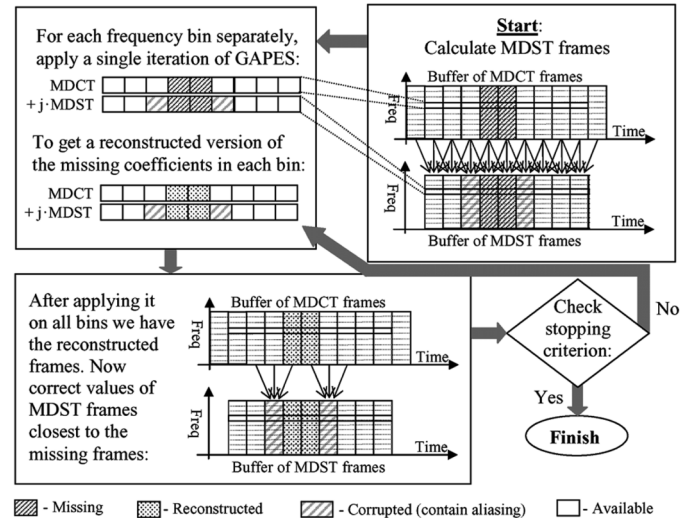 For each frequency bin separately,
apply a single iteration of GAPES:
MDCT
+j·MDST
To get a reconstructed version of
the missing coefficients in each bin:
MDCT
+j·MDST
Start:
Calculate MDST frames
Buffer of MDCT frames
Freq
Time
Freq
Time
Buffer of MDST frames
After applying it
on all bins we have
the reconstructed
frames. Now
correct values of
MDST frames
closest to the
missing frames:
Buffer of MDCT frames
Freq
Time
Freq
Time
Buffer of MDST frames
Check
stopping
criterion:
No
Yes
Finish
- Missing
- Reconstructed
- Corrupted (contain aliasing)
- Available